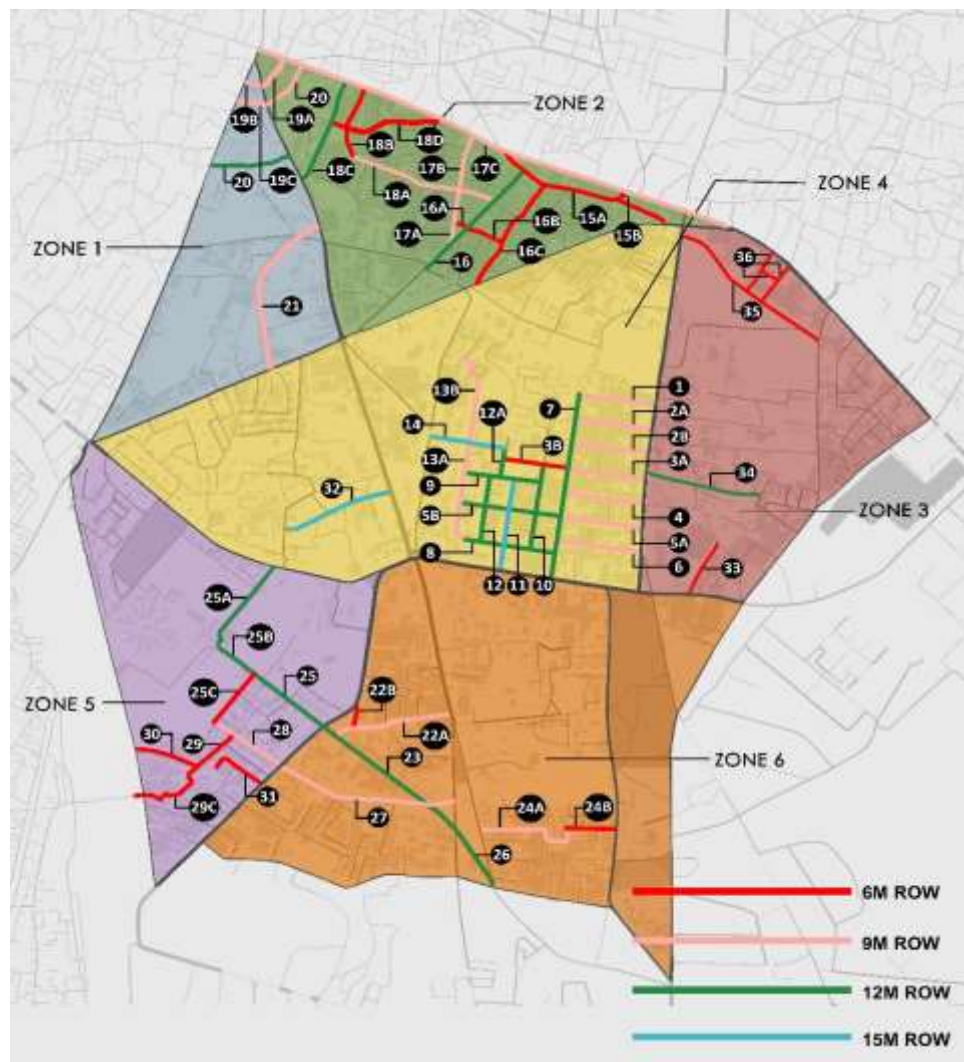 ZONE 2
20
19B
19A
18D
18B
17C
17B
20
19C
18C
18A
ZONE 4
16A
16B
15A
17A
15B
ZONE 1
16
16C
36
21
35
13B
12A
7
1
14
3B
2A
2B
13A
3A
9
34
32
5B
4
ZONE 3
5A
8
6
33
12
11
10
25A
25B
25C
25
22B
ZONE 5
30
29
28
22A
23
ZONE 6
31
29C
27
24A
24B
26
6M ROW
9M ROW
12M ROW
15M ROW